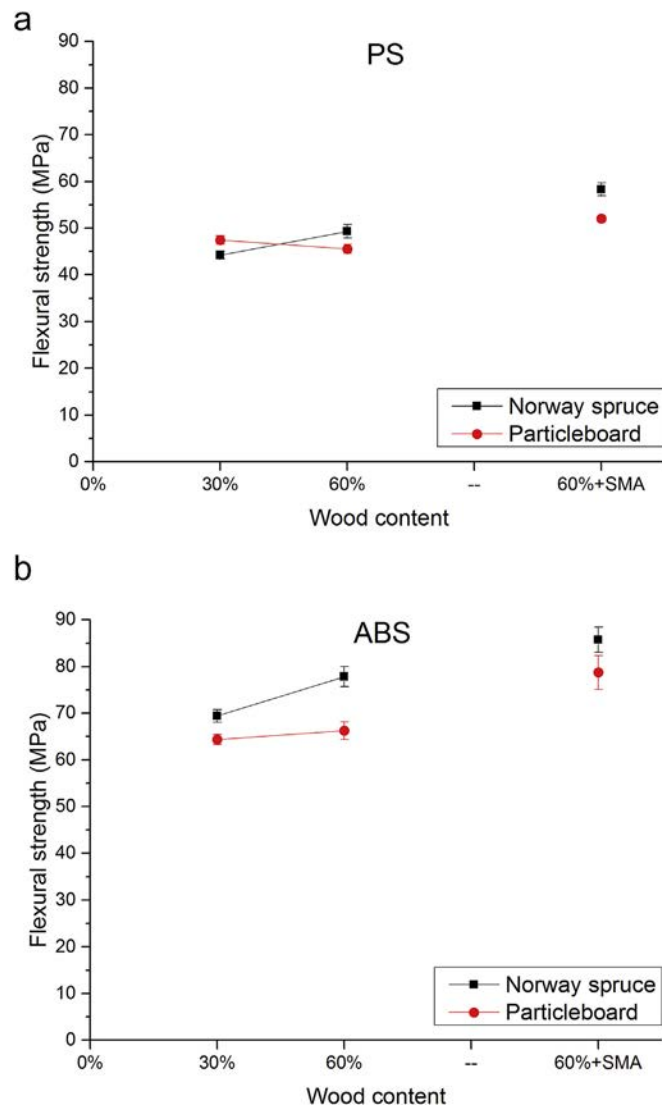 a
PS
90
80
70
60
50
40
30
20
10
0
Flexural strength (MPa)
Norway spruce
Particleboard
0%
30%
60%
--
60%+SMA
Wood content
b
ABS
90
80
70
60
50
40
30
20
10
0
Flexural strength (MPa)
Norway spruce
Particleboard
0%
30%
60%
--
60%+SMA
Wood content